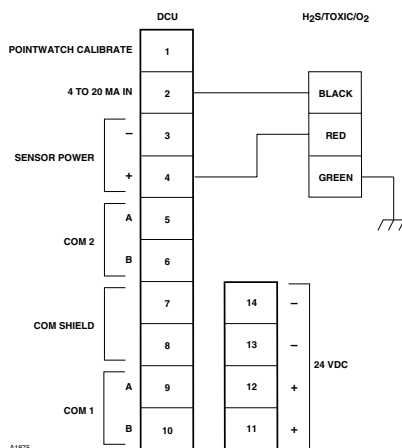 DCU H2S/TOXIC/O2
POINTWATCH CALIBRATE 1
4 TO 20 MA IN 2 BLACK
– 3 RED
SENSOR POWER
+ 4 GREEN
A 5
COM 2
B 6
7 14 –
COM SHIELD
8 13 –
24 VDC
A 9 12 +
COM 1
B 10 11 +
A1875